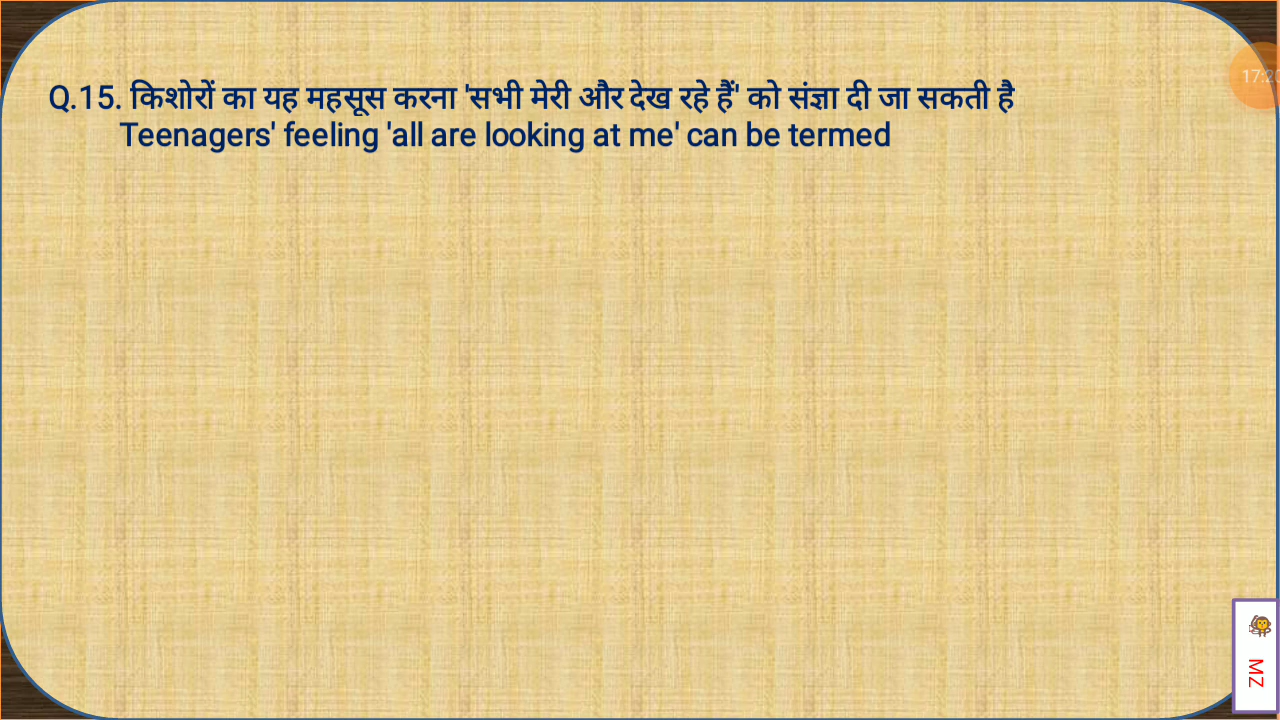 Q.15. किशोरों का यह महसूस करना 'सभी मेरी और देख रहे हैं' को संज्ञा दी जा सकती है
Teenagers' feeling 'all are looking at me' can be termed
MZ